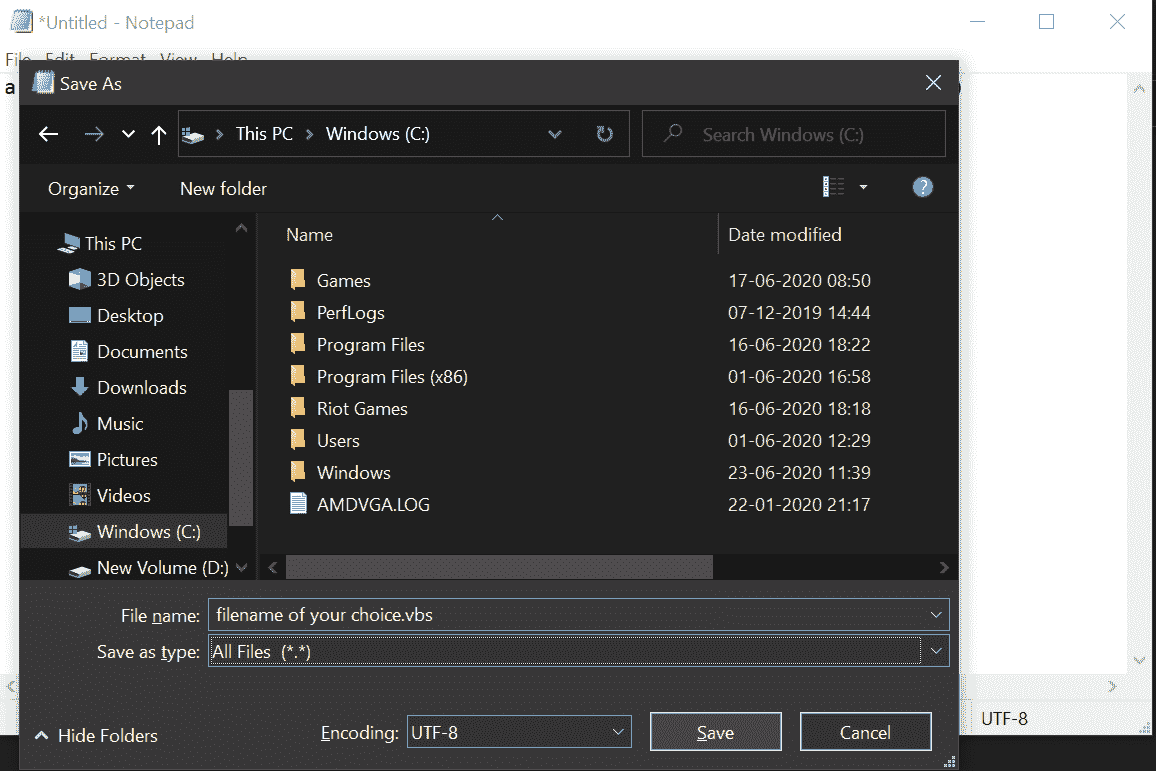 *Untitled - Notepad
File Edit Format View Help
a
Save As
This PC Windows (C:)
Search Windows (C:)
Organize New folder
Name Date modified
This PC
3D Objects
Desktop
Documents
Downloads
Music
Pictures
Videos
Windows (C:)
New Volume (D:)
Games 17-06-2020 08:50
PerfLogs 07-12-2019 14:44
Program Files 16-06-2020 18:22
Program Files (x86) 01-06-2020 16:58
Riot Games 16-06-2020 18:18
Users 01-06-2020 12:29
Windows 23-06-2020 11:39
AMDVGA.LOG 22-01-2020 21:17
File name: filename of your choice.vbs
Save as type: All Files (*.*)
Hide Folders Encoding: UTF-8 Save Cancel
UTF-8